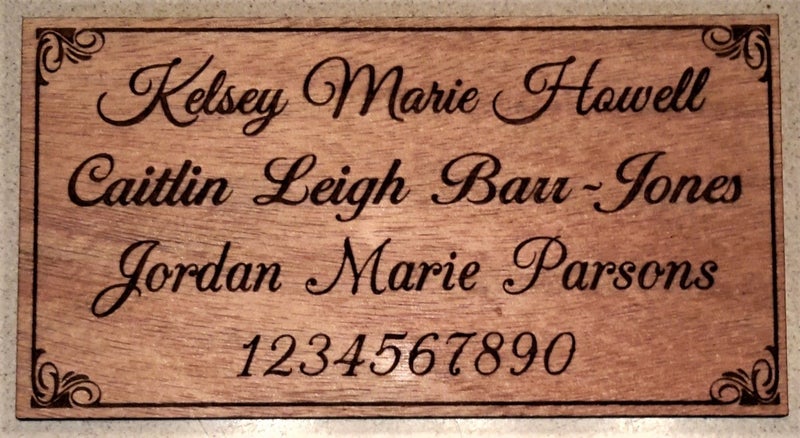 Kelsey Marie Howell
Caitlin Leigh Barr-Jones
Jordan Marie Parsons
1234567890